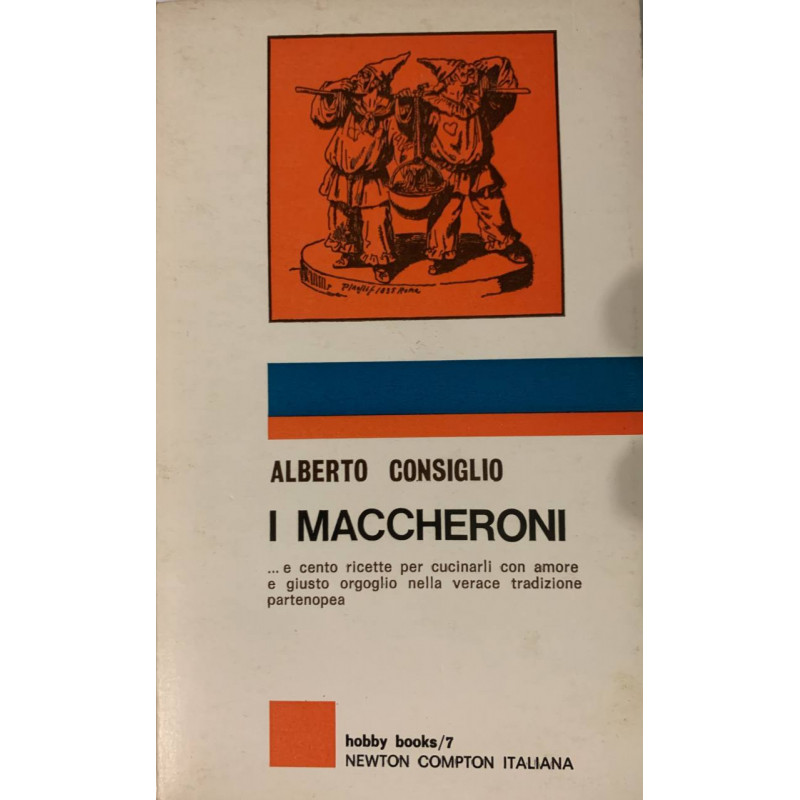 ALBERTO CONSIGLIO
I MACCHERONI
... e cento ricette per cucinarli con amore
e giusto orgoglio nella verace tradizione
partenopea
hobby books/7
NEWTON COMPTON ITALIANA